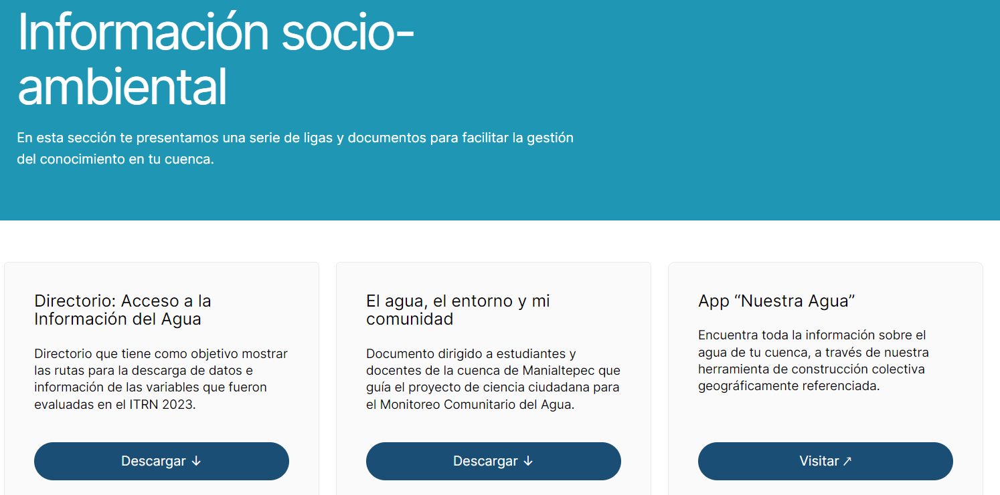 Información socio-
ambiental
En esta sección te presentamos una serie de ligas y documentos para facilitar la gestión
del conocimiento en tu cuenca.
Directorio: Acceso a la
Información del Agua
Directorio que tiene como objetivo mostrar
las rutas para la descarga de datos e
información de las variables que fueron
evaluadas en el ITRN 2023.
Descargar ↓
El agua, el entorno y mi
comunidad
Documento dirigido a estudiantes y
docentes de la cuenca de Manialtepec que
guía el proyecto de ciencia ciudadana para
el Monitoreo Comunitario del Agua.
Descargar ↓
App “Nuestra Agua”
Encuentra toda la información sobre el
agua de tu cuenca, a través de nuestra
herramienta de construcción colectiva
geográficamente referenciada.
Visitar ↗